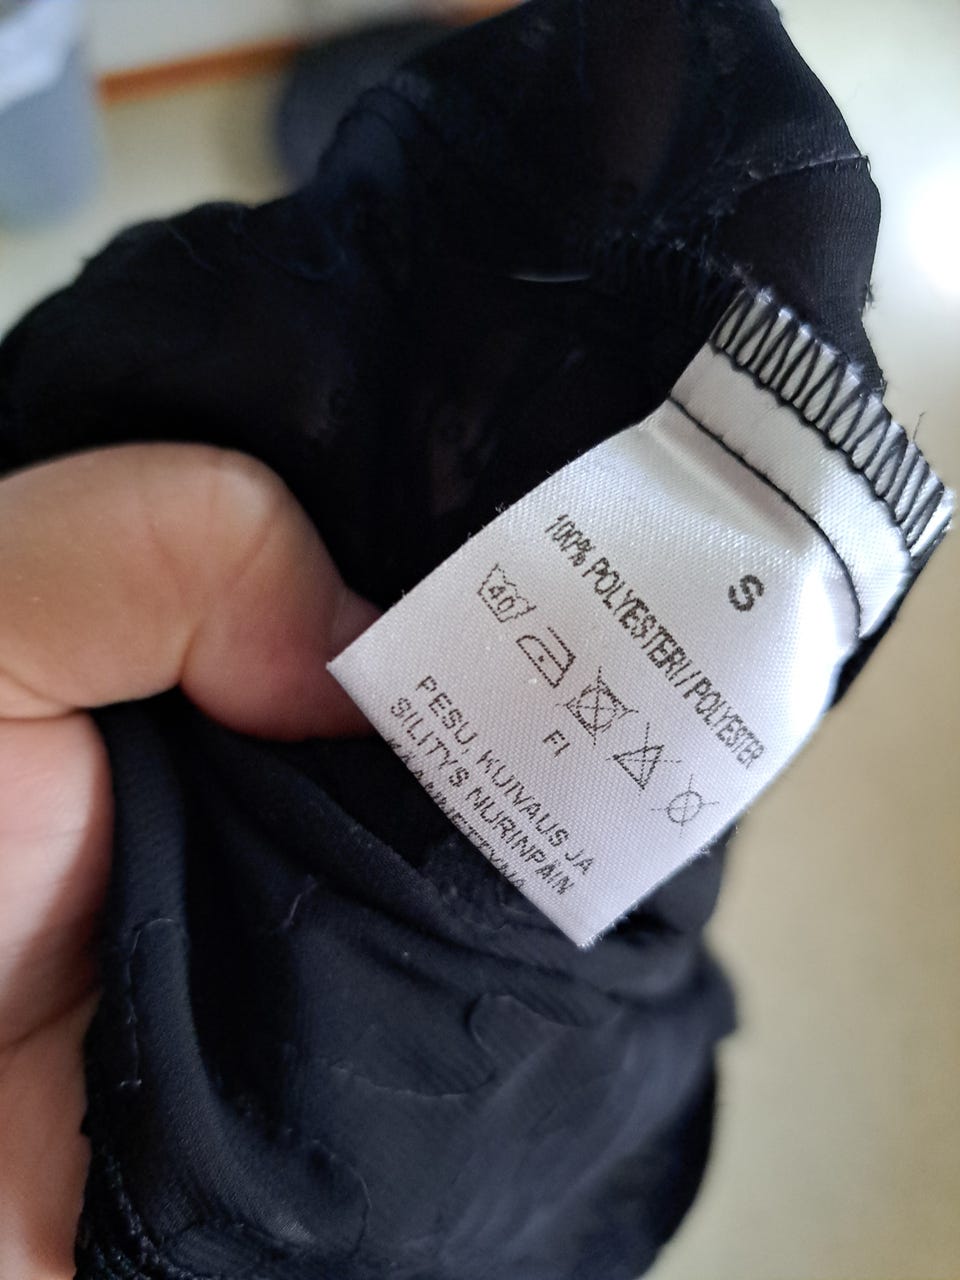 S
100% POLYESTERI/POLYESTER
40
FI
PESU, KUIVAUS JA
SILITYS NURINPÄIN